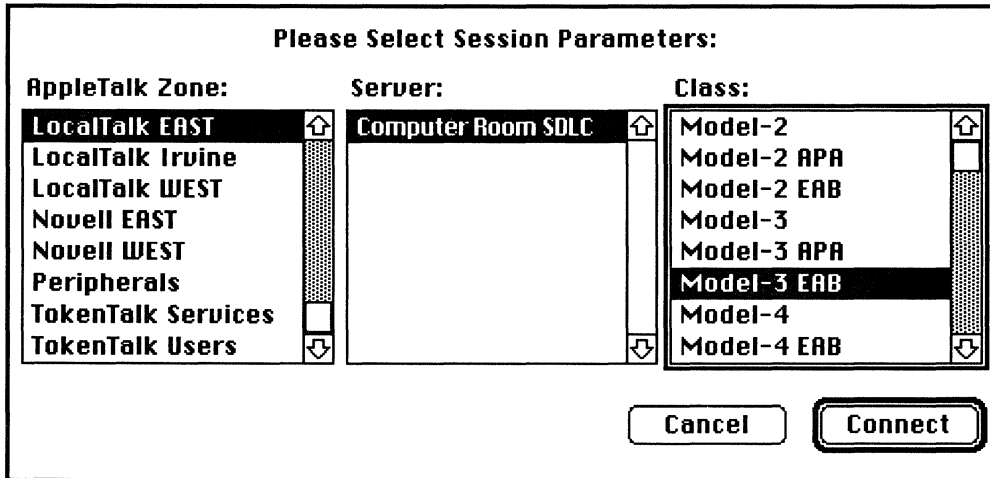 Please Select Session Parameters:
AppleTalk Zone:
LocalTalk EAST
LocalTalk Irvine
LocalTalk WEST
Novell EAST
Novell WEST
Peripherals
TokenTalk Services
TokenTalk Users
Server:
Computer Room SDLC
Class:
Model-2
Model-2 APA
Model-2 EAB
Model-3
Model-3 APA
Model-3 EAB
Model-4
Model-4 EAB
Cancel
Connect